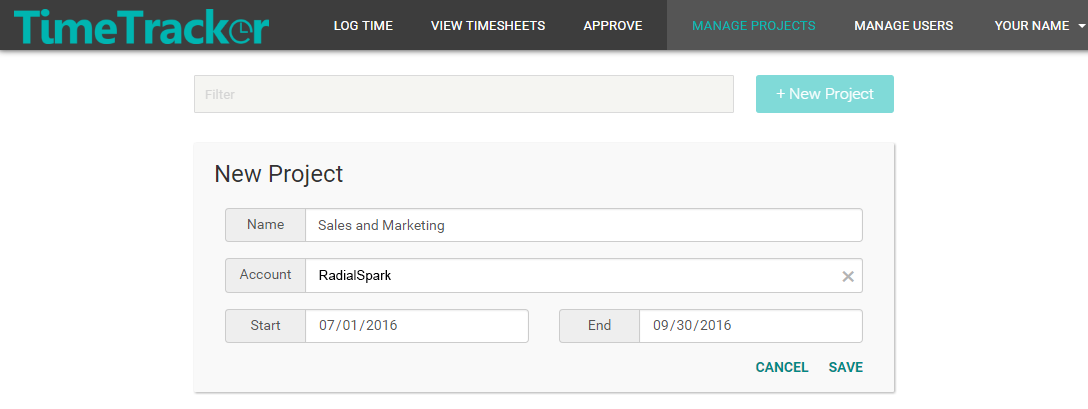 TimeTracker LOG TIME VIEW TIMESHEETS APPROVE MANAGE PROJECTS MANAGE USERS YOUR NAME
Filter + New Project
New Project
Name Sales and Marketing
Account RadialSpark
Start 07/01/2016 End 09/30/2016
CANCEL SAVE